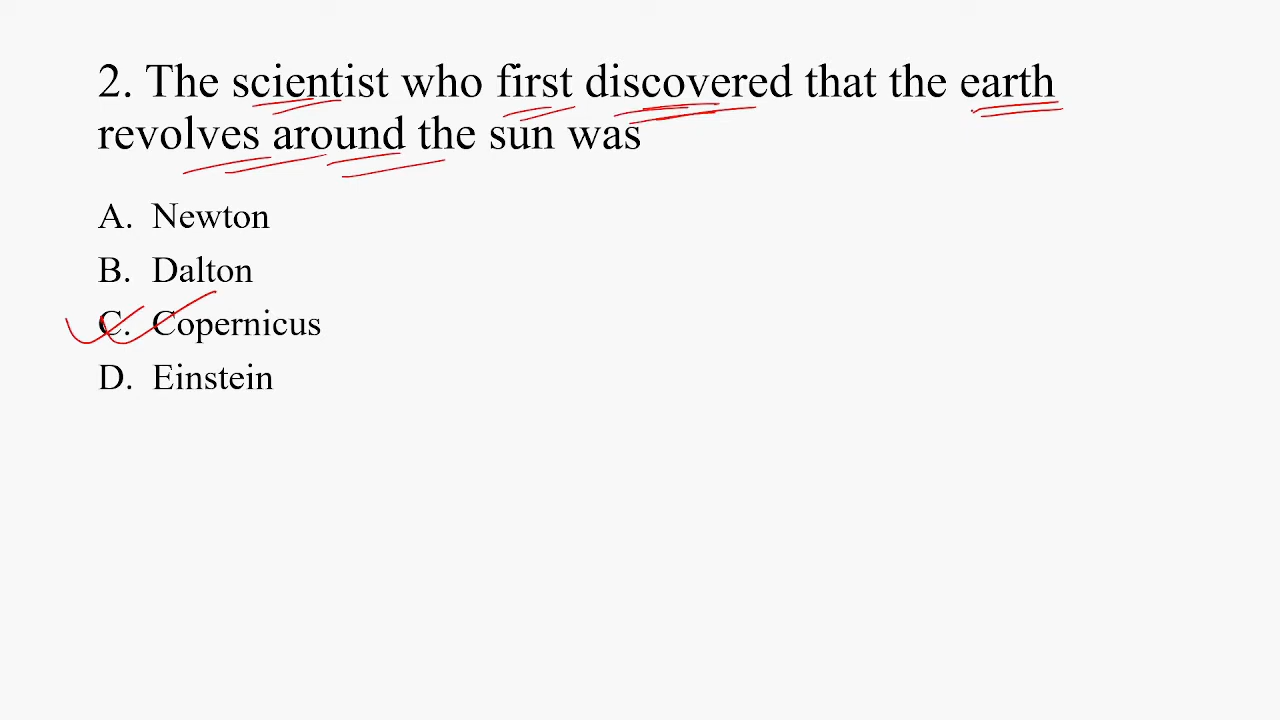 2. The scientist who first discovered that the earth
revolves around the sun was
A. Newton
B. Dalton
C. Copernicus
D. Einstein